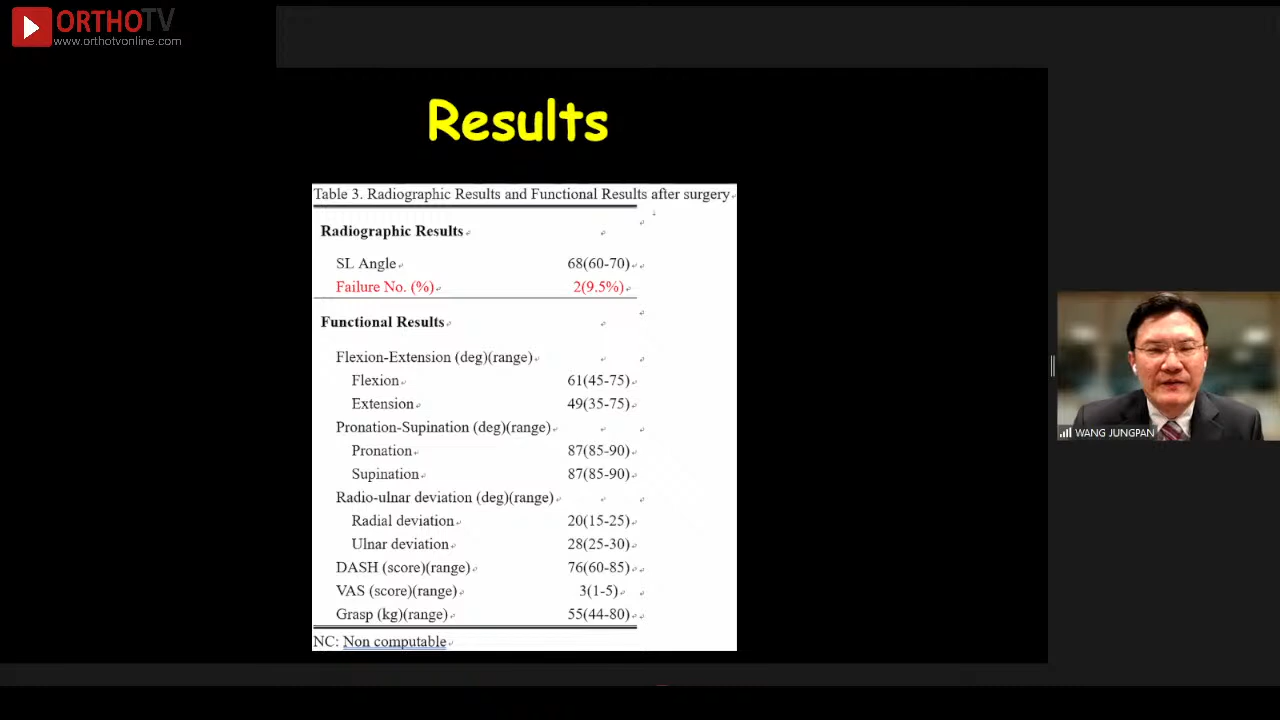 ORTHOTV
www.orthotvonline.com
Results
Table 3. Radiographic Results and Functional Results after surgery
Radiographic Results
SL Angle 68(60-70)
Failure No. (%) 2(9.5%)
Functional Results
Flexion-Extension (deg)(range)
Flexion 61(45-75)
Extension 49(35-75)
Pronation-Supination (deg)(range)
Pronation 87(85-90)
Supination 87(85-90)
Radio-ulnar deviation (deg)(range)
Radial deviation 20(15-25)
Ulnar deviation 28(25-30)
DASH (score)(range) 76(60-85)
VAS (score)(range) 3(1-5)
Grasp (kg)(range) 55(44-80)
NC: Non computable
WANG JUNGPAN